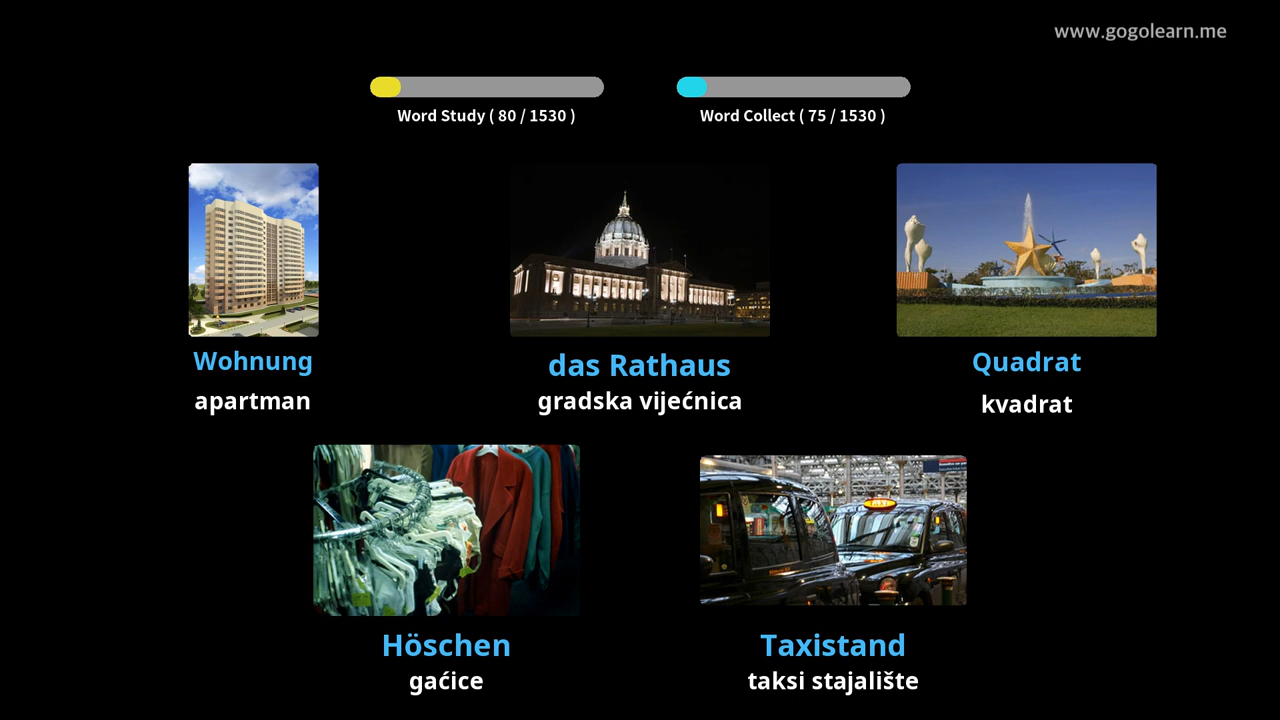 www.gogolearn.me
Word Study ( 80 / 1530 )
Word Collect ( 75 / 1530 )
Wohnung
apartman
das Rathaus
gradska vijećnica
Quadrat
kvadrat
TAXI
Höschen
gaćice
Taxistand
taksi stajalište